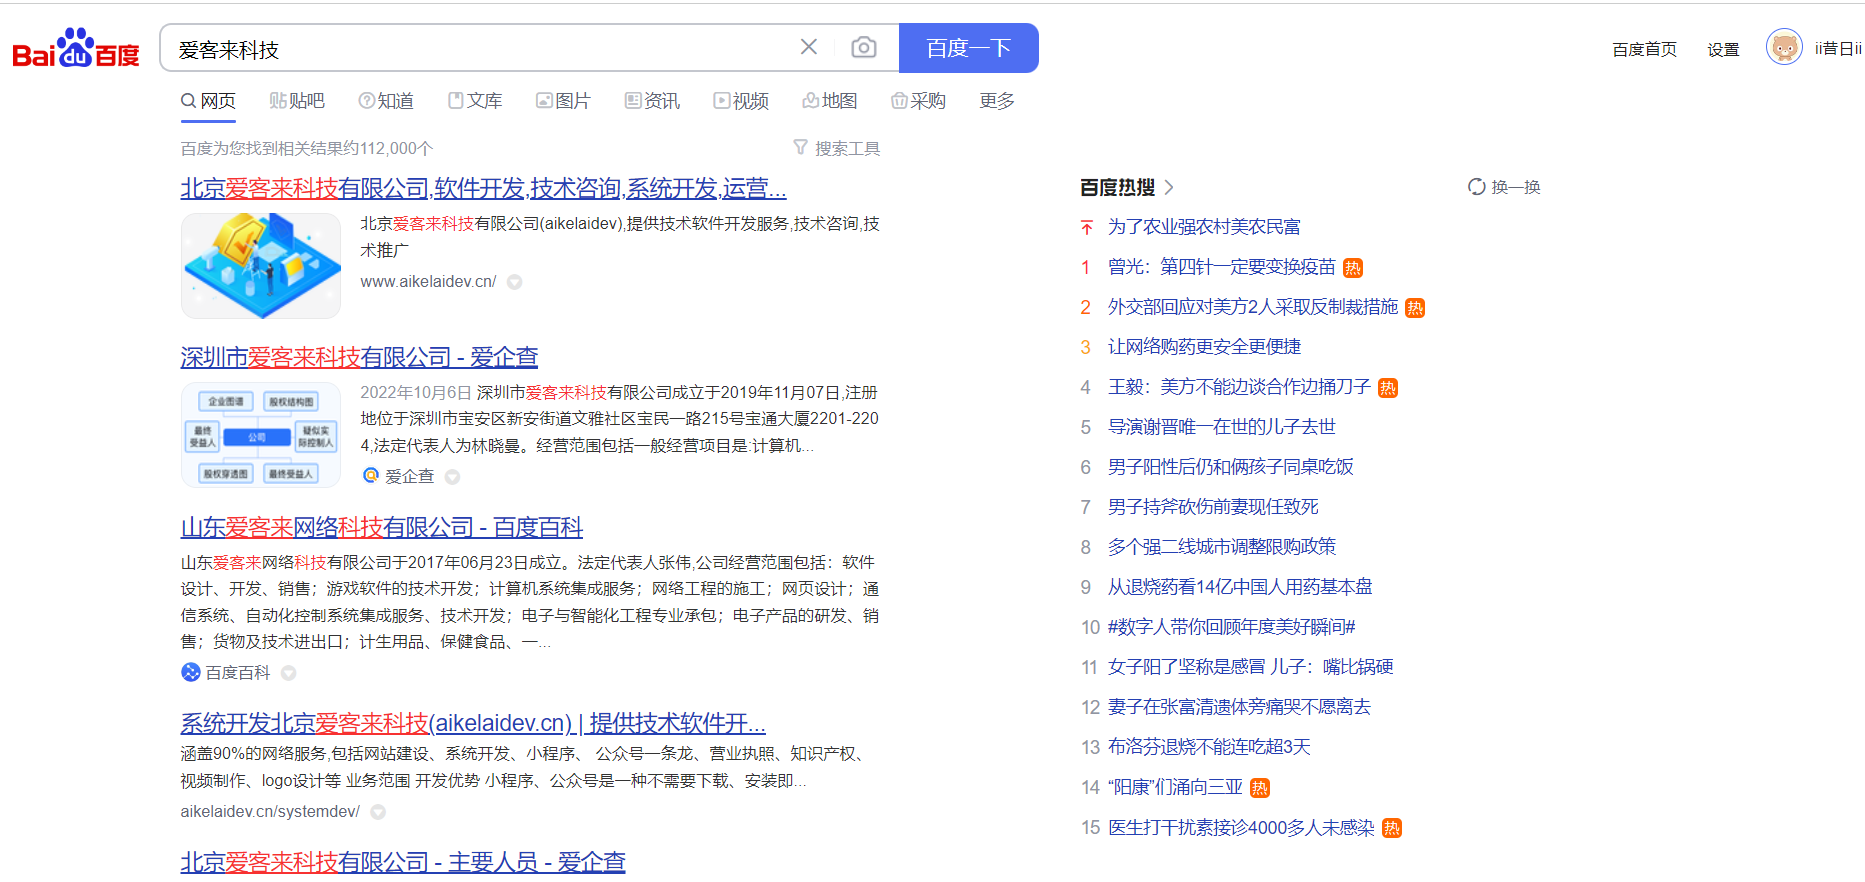 Bai du 百度
爱客来科技
百度一下
百度首页 设置 ii昔日ii
网页 贴吧 知道 文库 图片 资讯 视频 地图 采购 更多
百度为您找到相关结果约112,000个
搜索工具
北京爱客来科技有限公司,软件开发,技术咨询,系统开发,运营...
北京爱客来科技有限公司(aikelaidev),提供技术软件开发服务,技术咨询,技
术推广
www.aikelaidev.cn/
深圳市爱客来科技有限公司 - 爱企查
企业图谱 股权结构图
最终受益人 公司 疑似实际控制人
股权穿透图 最终受益人
2022年10月6日 深圳市爱客来科技有限公司成立于2019年11月07日,注册
地位于深圳市宝安区新安街道文雅社区宝民一路215号宝通大厦2201-220
4,法定代表人为林晓曼。经营范围包括一般经营项目是:计算机...
爱企查
山东爱客来网络科技有限公司 - 百度百科
山东爱客来网络科技有限公司于2017年06月23日成立。法定代表人张伟,公司经营范围包括：软件
设计、开发、销售；游戏软件的技术开发；计算机系统集成服务；网络工程的施工；网页设计；通
信系统、自动化控制系统集成服务、技术开发；电子与智能化工程专业承包；电子产品的研发、销
售；货物及技术进出口；计生用品、保健食品、一...
百度百科
系统开发北京爱客来科技(aikelaidev.cn) | 提供技术软件开...
涵盖90%的网络服务,包括网站建设、系统开发、小程序、 公众号一条龙、营业执照、知识产权、
视频制作、logo设计等 业务范围 开发优势 小程序、公众号是一种不需要下载、安装即...
aikelaidev.cn/systemdev/
北京爱客来科技有限公司 - 主要人员 - 爱企查
百度热搜
换一换
为了农业强农村美农民富
1 曾光：第四针一定要变换疫苗 热
2 外交部回应对美方2人采取反制裁措施 热
3 让网络购药更安全更便捷
4 王毅：美方不能边谈合作边捅刀子 热
5 导演谢晋唯一在世的儿子去世
6 男子阳性后仍和俩孩子同桌吃饭
7 男子持斧砍伤前妻现任致死
8 多个强二线城市调整限购政策
9 从退烧药看14亿中国人用药基本盘
10 #数字人带你回顾年度美好瞬间#
11 女子阳了坚称是感冒 儿子：嘴比锅硬
12 妻子在张富清遗体旁痛哭不愿离去
13 布洛芬退烧不能连吃超3天
14 “阳康”们涌向三亚 热
15 医生打干扰素接诊4000多人未感染 热